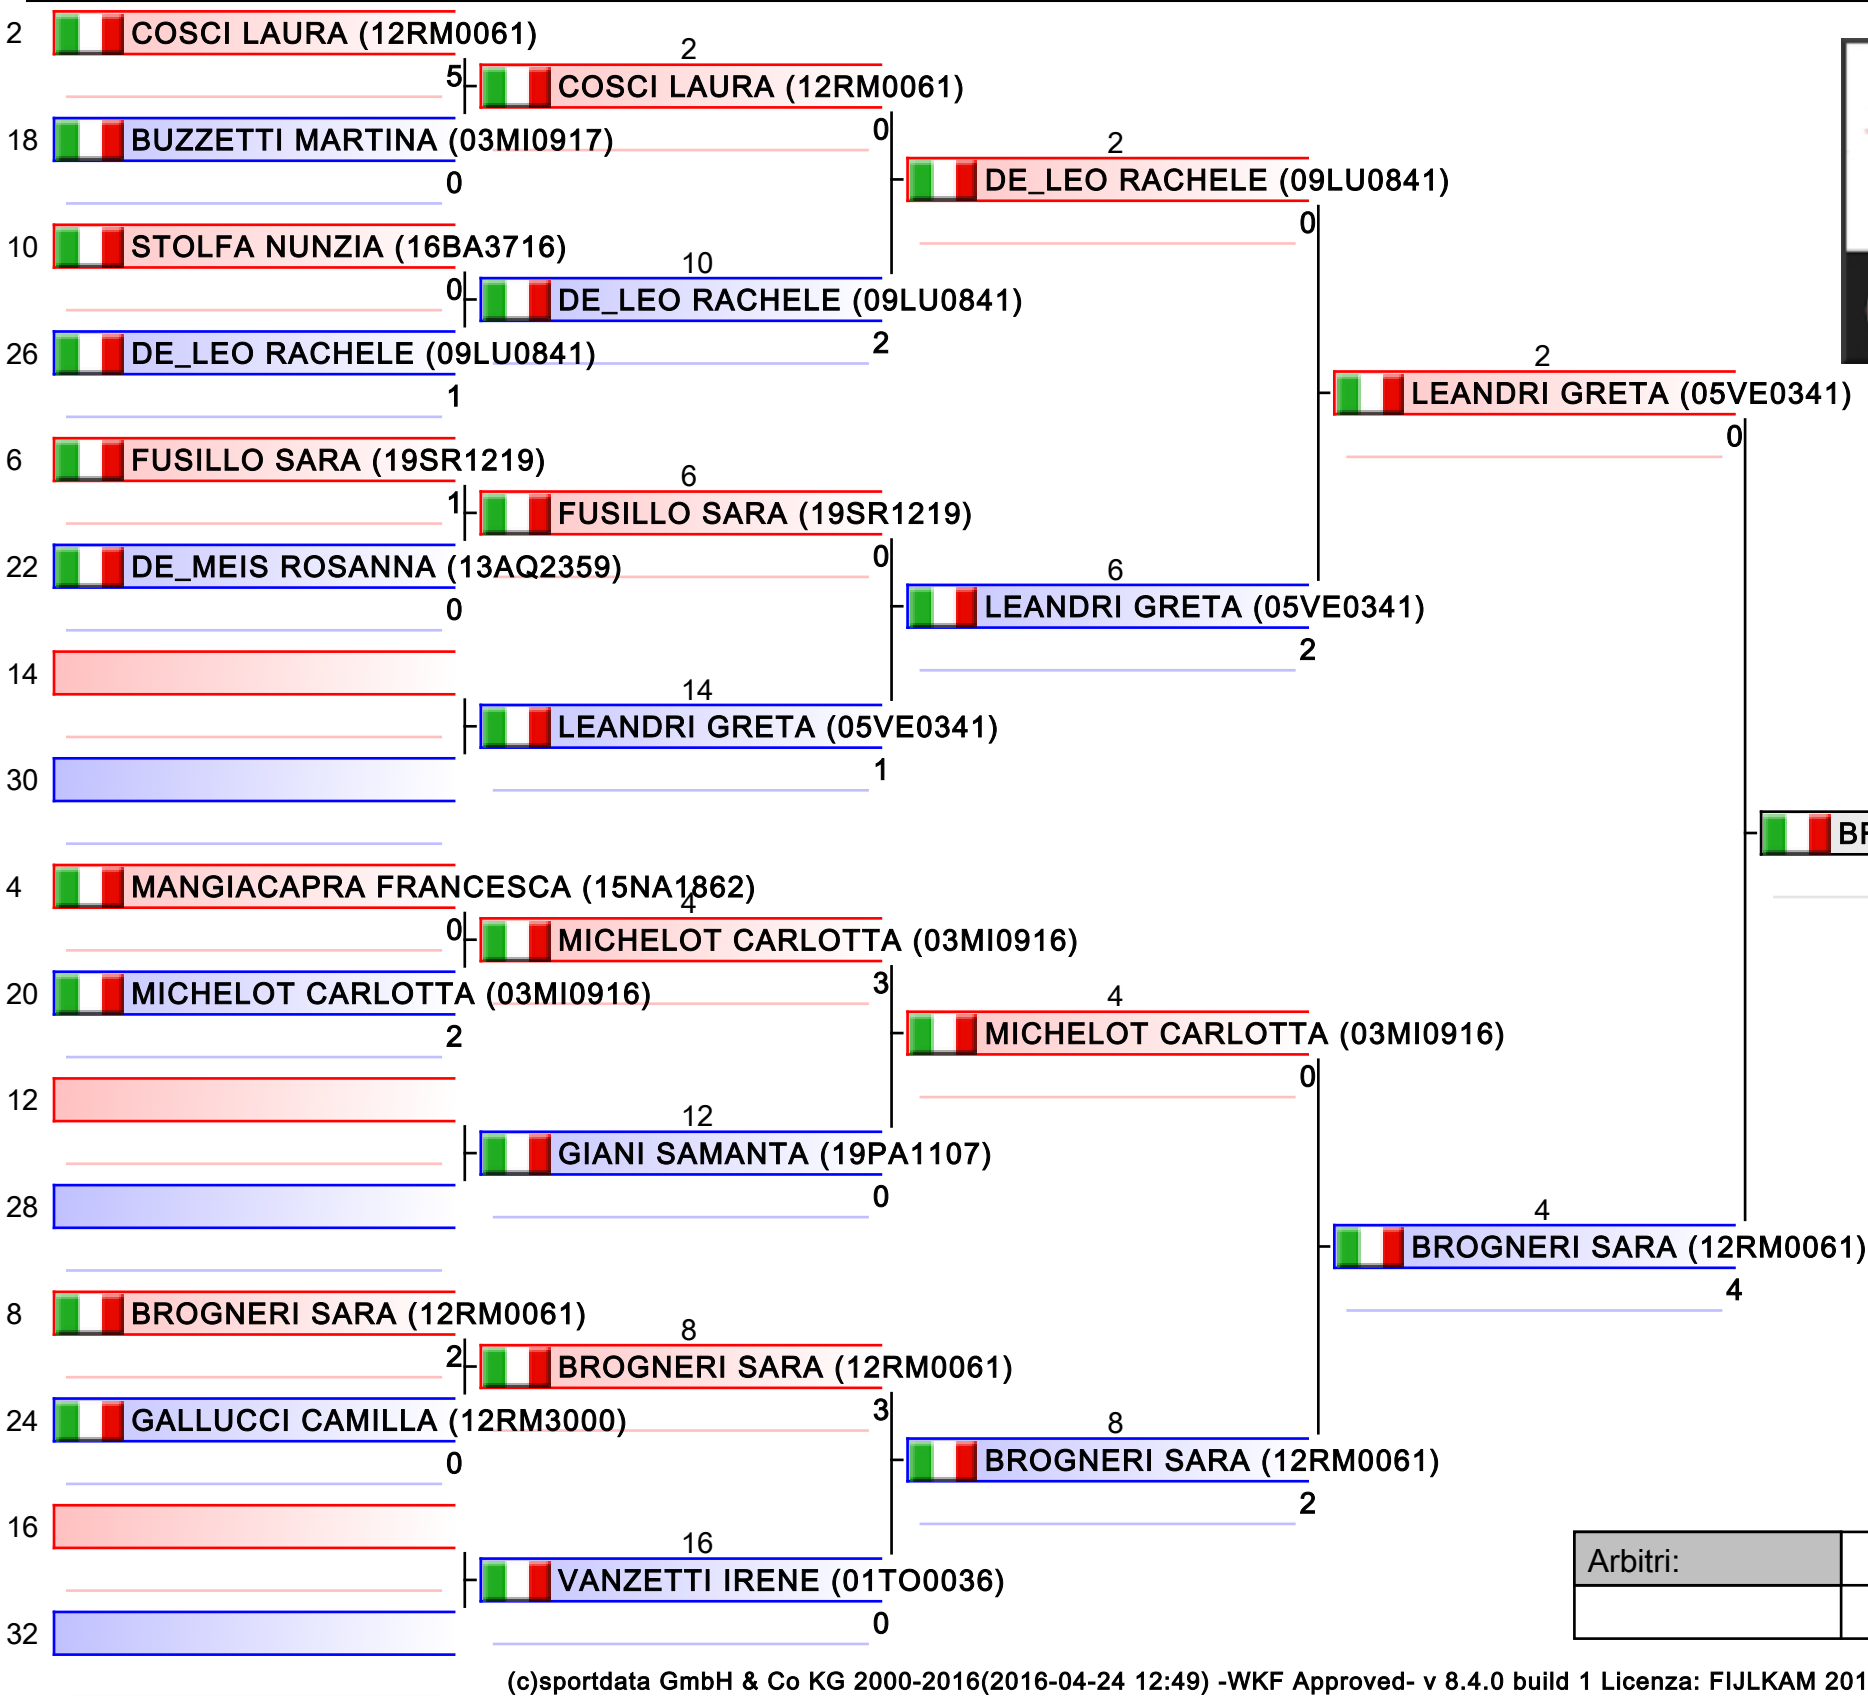 2 COSCI LAURA (12RM0061)
5
18 BUZZETTI MARTINA (03MI0917)
0
10 STOLFA NUNZIA (16BA3716)
0
26 DE_LEO RACHELE (09LU0841)
1
6 FUSILLO SARA (19SR1219)
1
22 DE_MEIS ROSANNA (13AQ2359)
0
14
30
4 MANGIACAPRA FRANCESCA (15NA1862)
0
20 MICHELOT CARLOTTA (03MI0916)
2
12
28
8 BROGNERI SARA (12RM0061)
2
24 GALLUCCI CAMILLA (12RM3000)
0
16
32
2
COSCI LAURA (12RM0061)
0
10
DE_LEO RACHELE (09LU0841)
2
6
FUSILLO SARA (19SR1219)
0
14
LEANDRI GRETA (05VE0341)
1
4
MICHELOT CARLOTTA (03MI0916)
3
12
GIANI SAMANTA (19PA1107)
0
8
BROGNERI SARA (12RM0061)
3
16
VANZETTI IRENE (01TO0036)
0
2
DE_LEO RACHELE (09LU0841)
0
6
LEANDRI GRETA (05VE0341)
2
4
MICHELOT CARLOTTA (03MI0916)
0
8
BROGNERI SARA (12RM0061)
2
2
LEANDRI GRETA (05VE0341)
0
4
BROGNERI SARA (12RM0061)
4
Arbitri:
(c)sportdata GmbH & Co KG 2000-2016(2016-04-24 12:49) -WKF Approved- v 8.4.0 build 1 Licenza: FIJLKAM 201